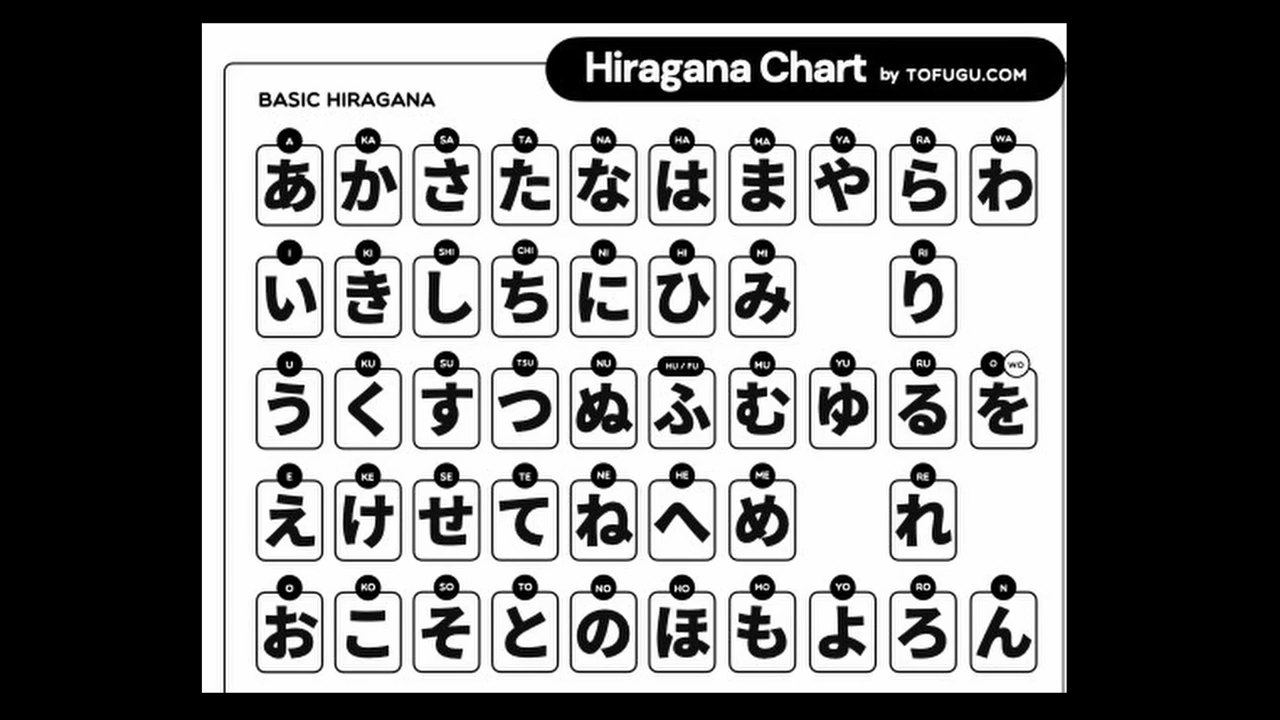 Hiragana Chart by TOFUGU.COM
BASIC HIRAGANA
A KA SA TA NA HA MA YA RA WA
あ か さ た な は ま や ら わ
I KI SHI CHI NI HI MI RI
い き し ち に ひ み り
U KU SU TSU NU HU / FU MU YU RU O WO
う く す つ ぬ ふ む ゆ る を
E KE SE TE NE HE ME RE
え け せ て ね へ め れ
O KO SO TO NO HO MO YO RO N
お こ そ と の ほ も よ ろ ん